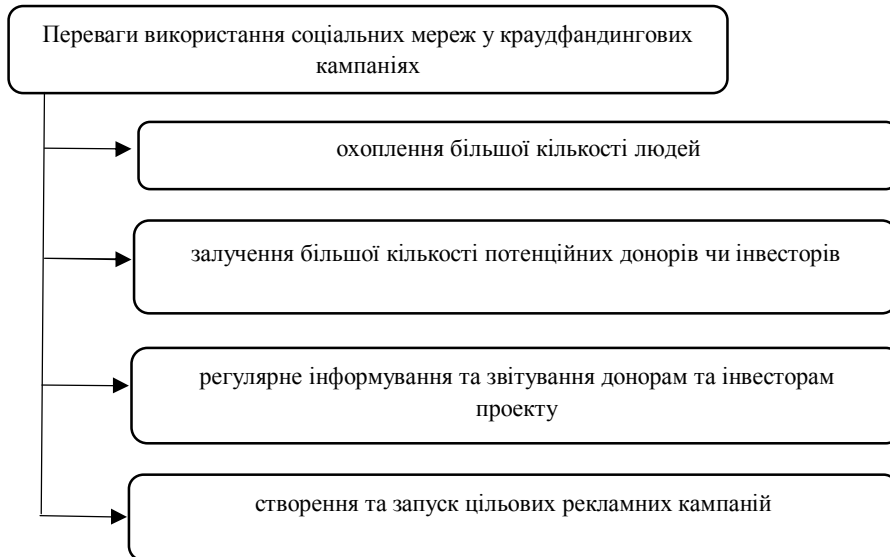 Переваги використання соціальних мереж у краудфандингових
кампаніях
охоплення більшої кількості людей
залучення більшої кількості потенційних донорів чи інвесторів
регулярне інформування та звітування донорам та інвесторам
проекту
створення та запуск цільових рекламних кампаній